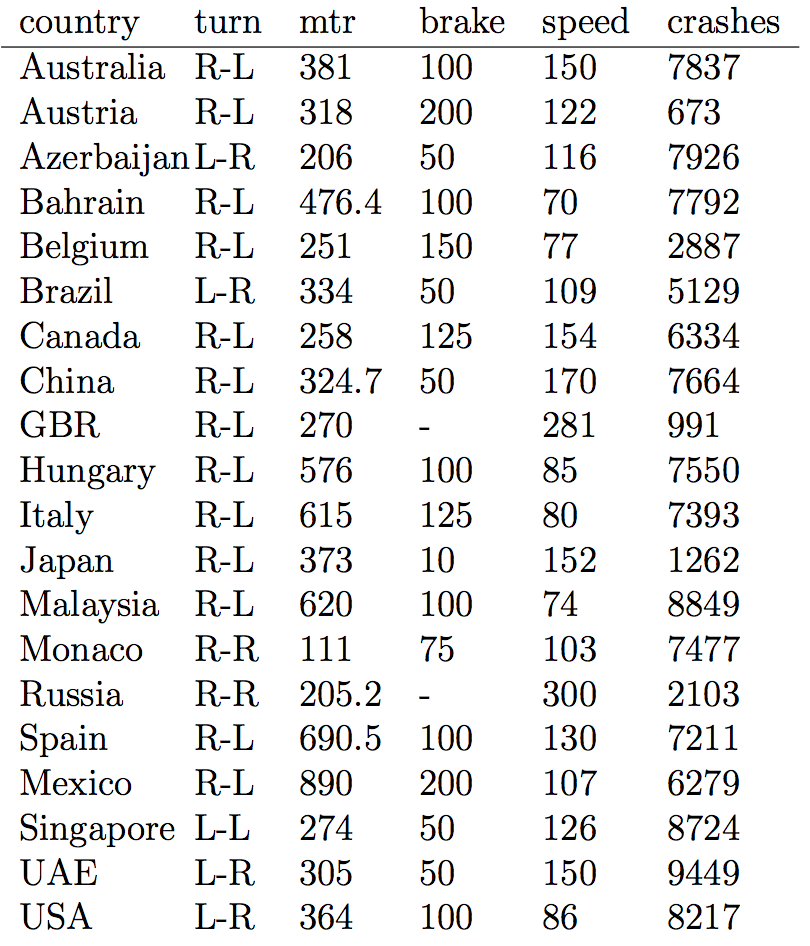 country turn mtr brake speed crashes
Australia R-L 381 100 150 7837
Austria R-L 318 200 122 673
Azerbaijan L-R 206 50 116 7926
Bahrain R-L 476.4 100 70 7792
Belgium R-L 251 150 77 2887
Brazil L-R 334 50 109 5129
Canada R-L 258 125 154 6334
China R-L 324.7 50 170 7664
GBR R-L 270 - 281 991
Hungary R-L 576 100 85 7550
Italy R-L 615 125 80 7393
Japan R-L 373 10 152 1262
Malaysia R-L 620 100 74 8849
Monaco R-R 111 75 103 7477
Russia R-R 205.2 - 300 2103
Spain R-L 690.5 100 130 7211
Mexico R-L 890 200 107 6279
Singapore L-L 274 50 126 8724
UAE L-R 305 50 150 9449
USA L-R 364 100 86 8217